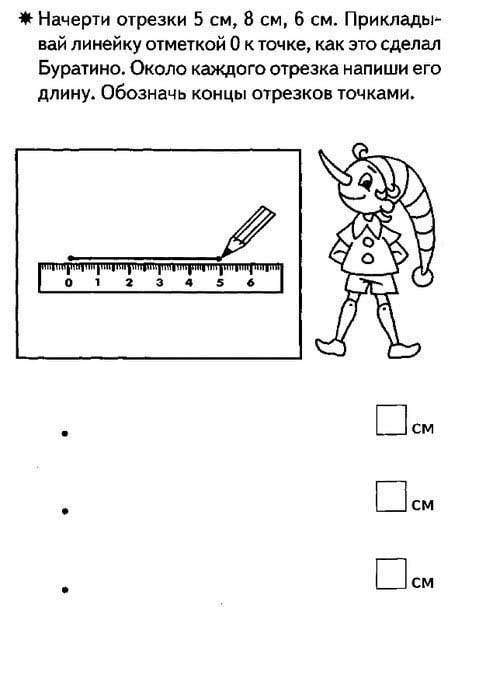 ✷ Начерти отрезки 5 см, 8 см, 6 см.Приклады-
вай линейку отметкой 0 к точке, как это сделал
Буратино. Около каждого отрезка напиши его
длину. Обозначь концы отрезков точками.
0 1 2 3 4 5 6
см
см
см